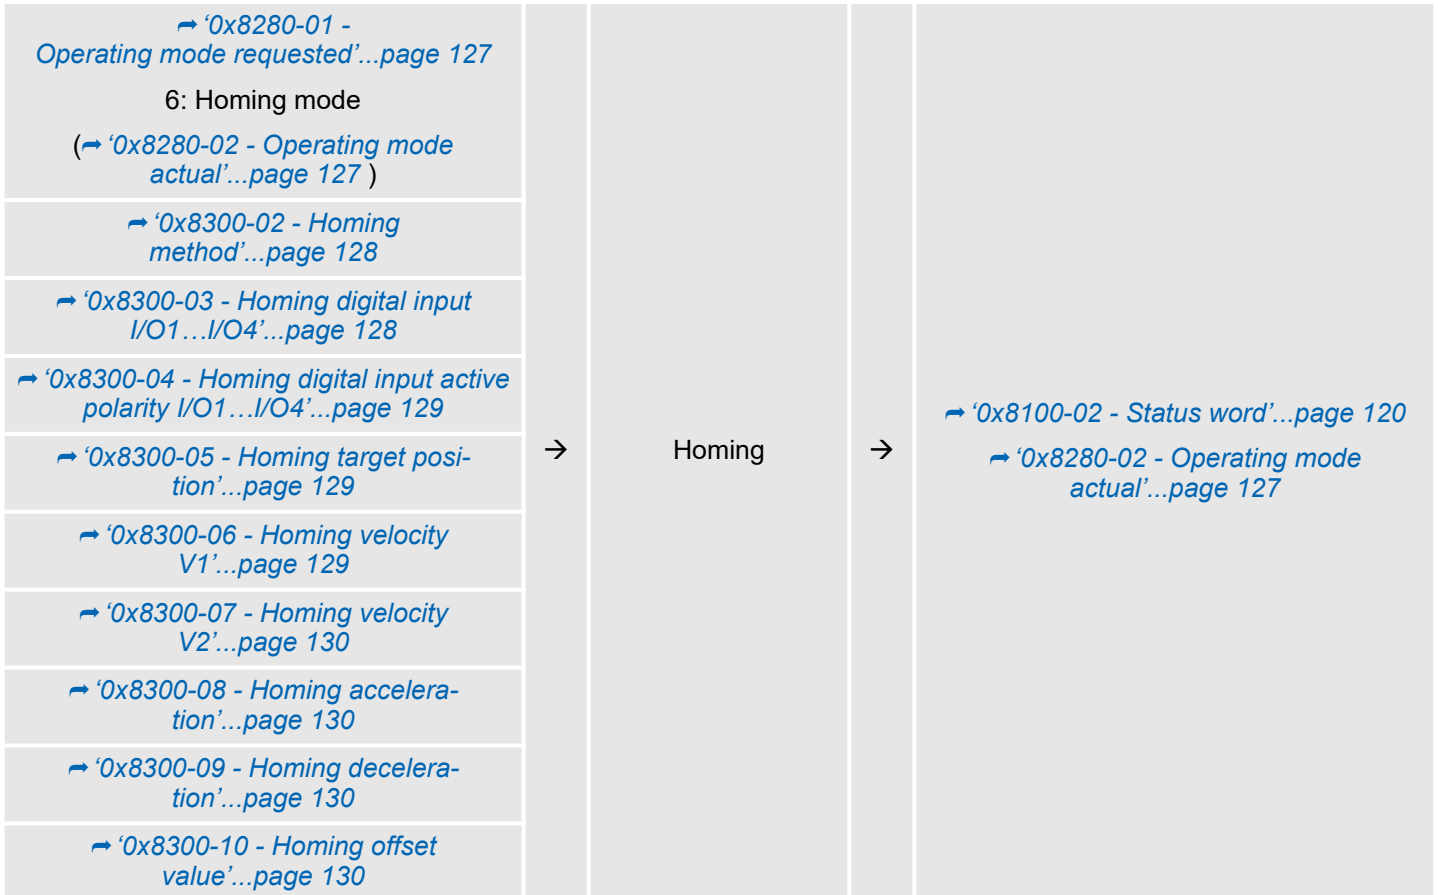 ➦ ‘0x8280-01 -
Operating mode requested’...page 127
6: Homing mode
(➦ ‘0x8280-02 - Operating mode
actual’...page 127 )
➦ ‘0x8300-02 - Homing
method’...page 128
➦ ‘0x8300-03 - Homing digital input
I/O1…I/O4’...page 128
➦ ‘0x8300-04 - Homing digital input active
polarity I/O1…I/O4’...page 129
➦ ‘0x8300-05 - Homing target posi-
tion’...page 129
➦ ‘0x8300-06 - Homing velocity
V1’...page 129
➦ ‘0x8300-07 - Homing velocity
V2’...page 130
➦ ‘0x8300-08 - Homing accelera-
tion’...page 130
➦ ‘0x8300-09 - Homing decelera-
tion’...page 130
➦ ‘0x8300-10 - Homing offset
value’...page 130
→
Homing
→
➦ ‘0x8100-02 - Status word’...page 120
➦ ‘0x8280-02 - Operating mode
actual’...page 127